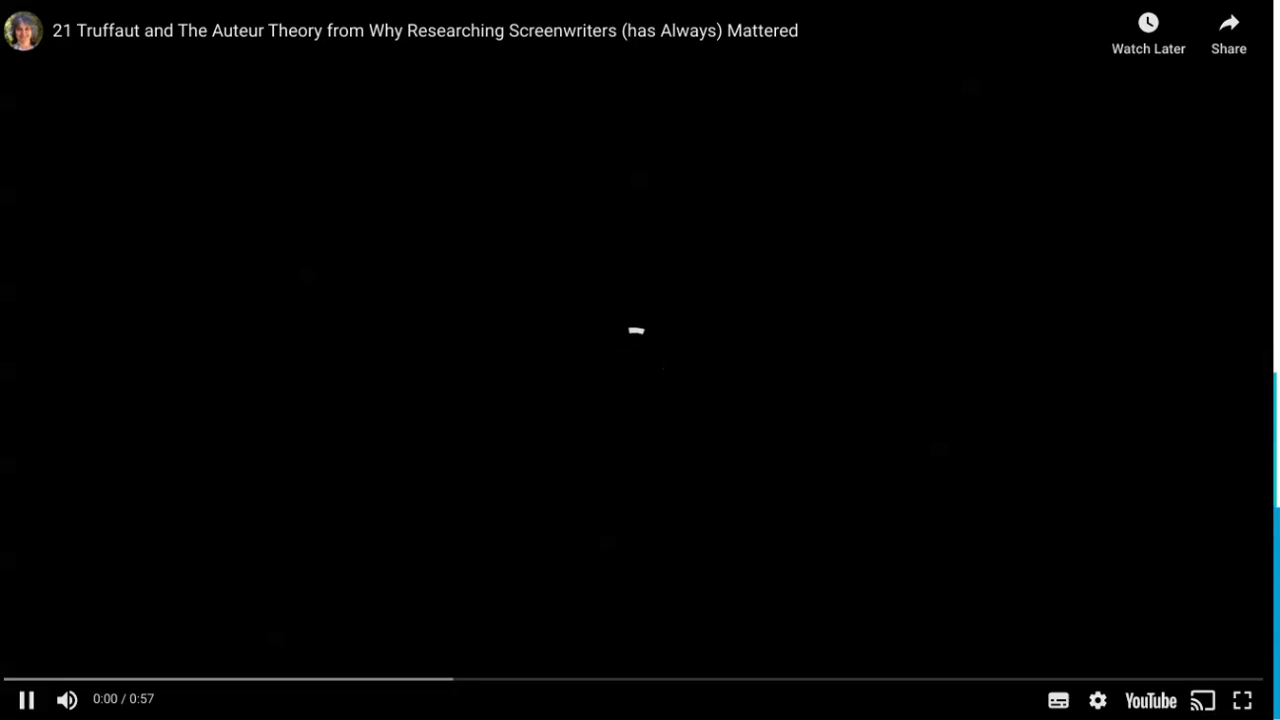 21 Truffaut and The Auteur Theory from Why Researching Screenwriters (has Always) Mattered
Watch Later
Share
0:00 / 0:57
YouTube